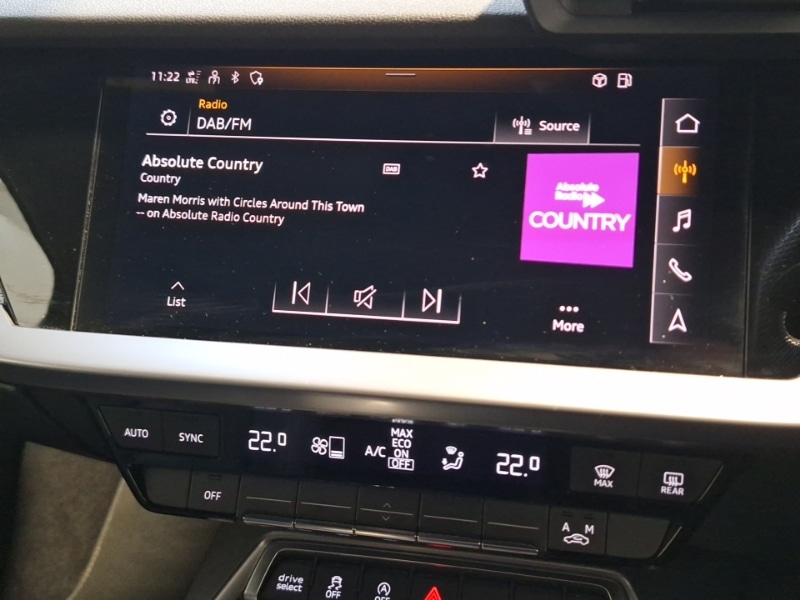 11:22 LTE
Radio
DAB/FM
Source
Absolute Country
DAB
Country
Maren Morris with Circles Around This Town
-- on Absolute Radio Country
Absolute
Radio
COUNTRY
List
More
AUTO
SYNC
22.0
A/C
MAX
ECO
ON
OFF
22.0
MAX
REAR
OFF
A M
drive
select
OFF
OFF